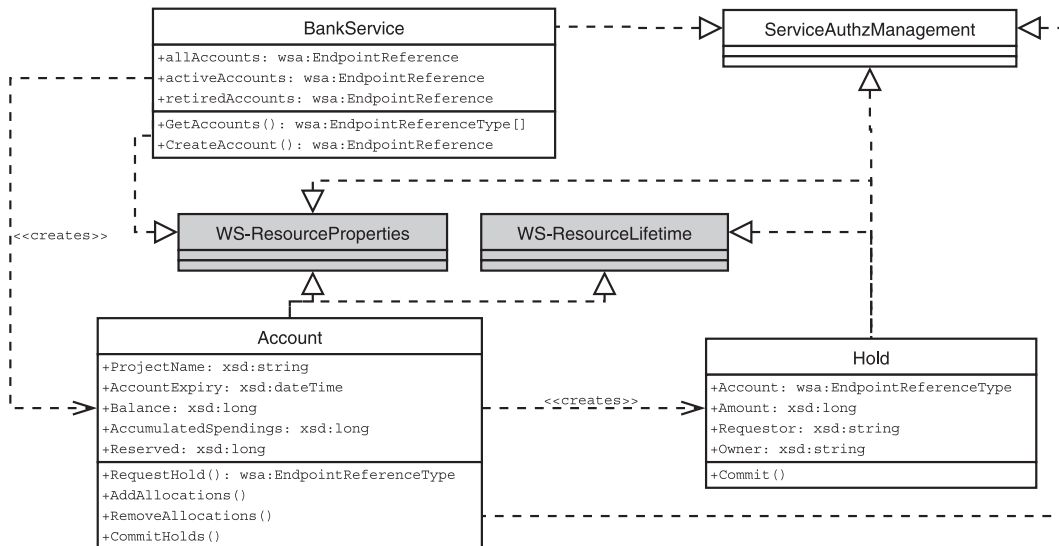 BankService
+allAccounts: wsa:EndpointReference
+activeAccounts: wsa:EndpointReference
+retiredAccounts: wsa:EndpointReference
+GetAccounts(): wsa:EndpointReferenceType[]
+CreateAccount(): wsa:EndpointReference
ServiceAuthzManagement
WS-ResourceProperties
WS-ResourceLifetime
<<creates>>
Account
+ProjectName: xsd:string
+AccountExpiry: xsd:dateTime
+Balance: xsd:long
+AccumulatedSpendings: xsd:long
+Reserved: xsd:long
+RequestHold(): wsa:EndpointReferenceType
+AddAllocations()
+RemoveAllocations()
+CommitHolds()
<<creates>>
Hold
+Account: wsa:EndpointReferenceType
+Amount: xsd:long
+Requestor: xsd:string
+Owner: xsd:string
+Commit()